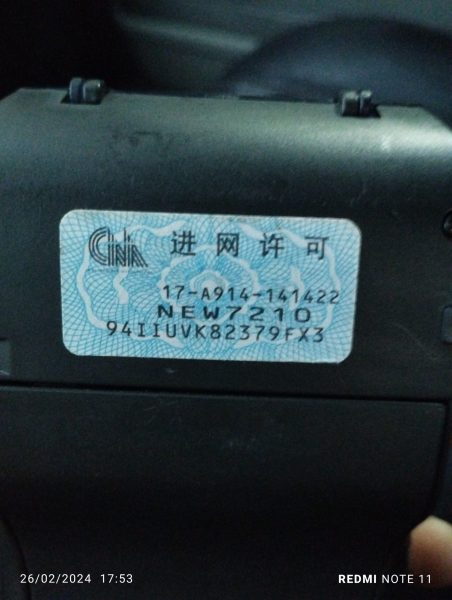 CNA 进网许可
17-A914-141422
NEW7210
94IIUVK82379FX3
26/02/2024 17:53
REDMI NOTE 11